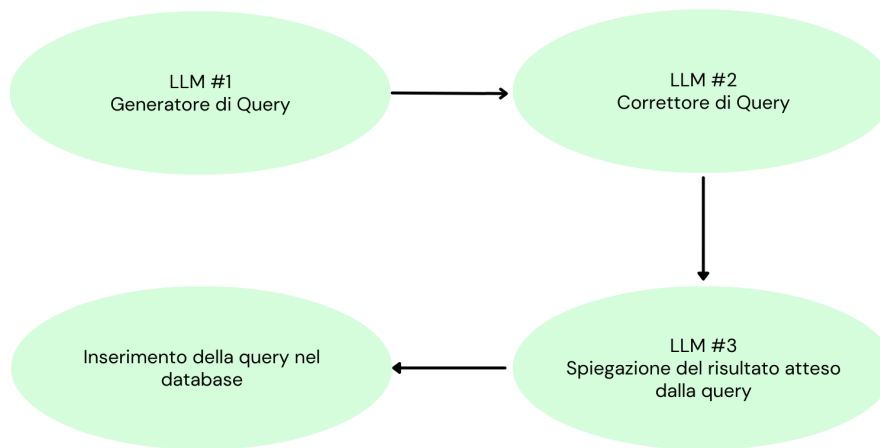 LLM #1
Generatore di Query
LLM #2
Correttore di Query
Inserimento della query nel
database
LLM #3
Spiegazione del risultato atteso
dalla query